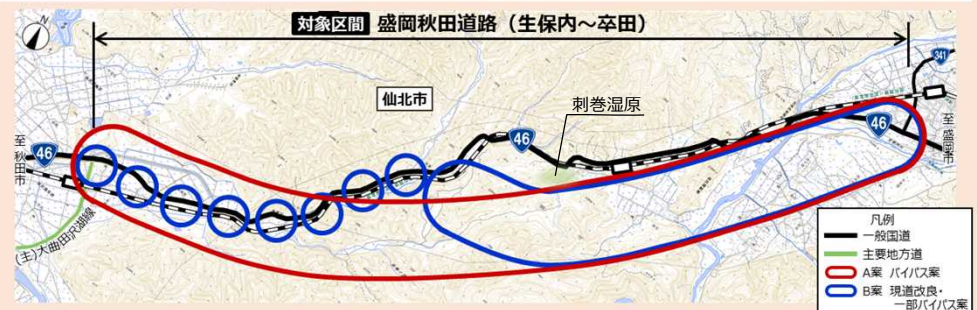 対象区間 盛岡秋田道路（生保内～卒田）
N
341
仙北市
刺巻湿原
46
46
46
至 秋田市
至 盛岡市
(主)大曲田沢湖線
凡例
一般国道
主要地方道
A案 バイパス案
B案 現道改良・
一部バイパス案